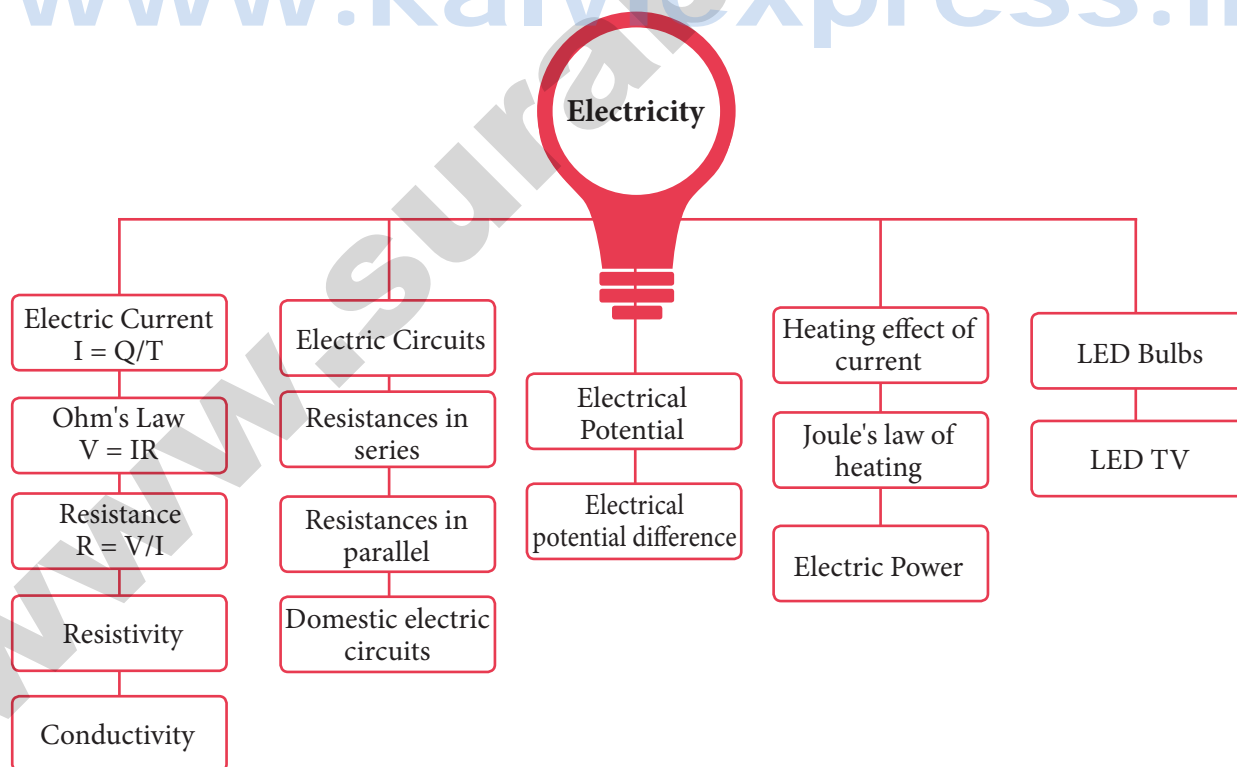 www.kalviexpress.in
Electricity
Electric Current
I = Q/T
Ohm's Law
V = IR
Resistance
R = V/I
Resistivity
Conductivity
Electric Circuits
Resistances in
series
Resistances in
parallel
Domestic electric
circuits
Electrical
Potential
Electrical
potential difference
Heating effect of
current
Joule's law of
heating
Electric Power
LED Bulbs
LED TV
www.sura